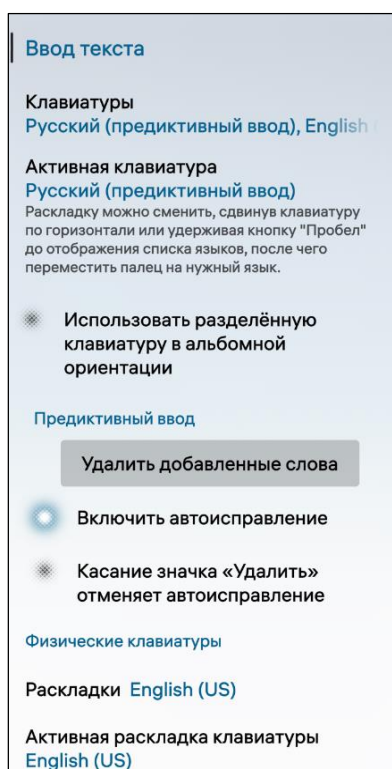 Ввод текста
Клавиатуры
Русский (предиктивный ввод), English
Активная клавиатура
Русский (предиктивный ввод)
Раскладку можно сменить, сдвинув клавиатуру
по горизонтали или удерживая кнопку "Пробел"
до отображения списка языков, после чего
переместить палец на нужный язык.
Использовать разделённую
клавиатуру в альбомной
ориентации
Предиктивный ввод
Удалить добавленные слова
Включить автоисправление
Касание значка «Удалить»
отменяет автоисправление
Физические клавиатуры
Раскладки English (US)
Активная раскладка клавиатуры
English (US)